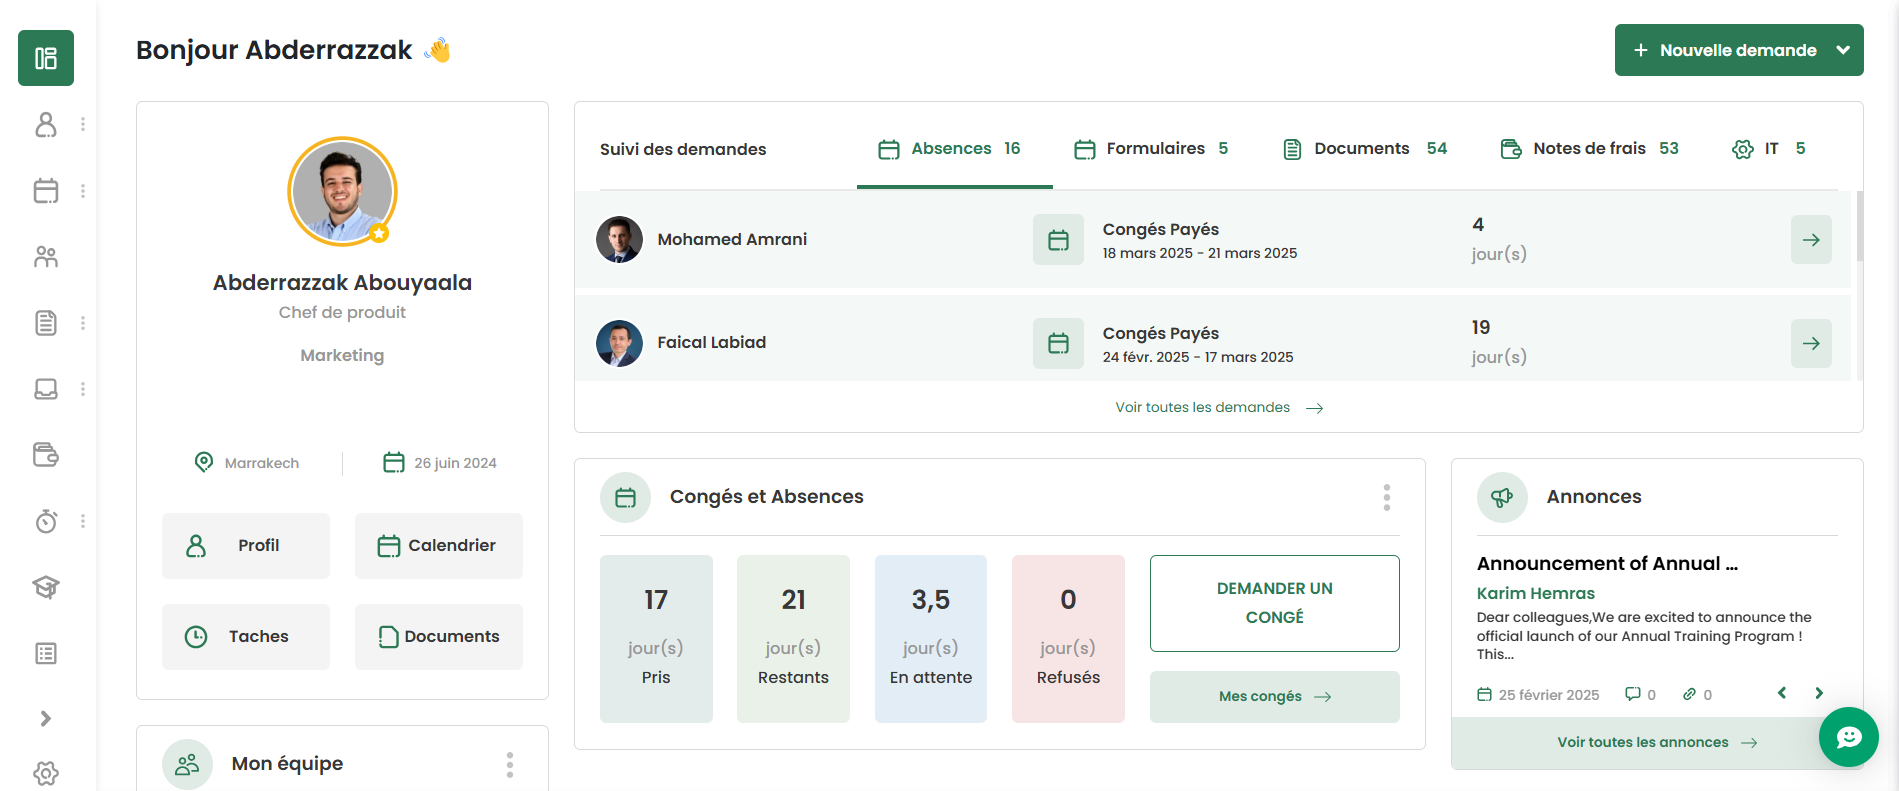 Bonjour Abderrazzak 👋
Nouvelle demande
Abderrazzak Abouyaala
Chef de produit
Marketing
Marrakech
26 juin 2024
Profil
Calendrier
Taches
Documents
Mon équipe
Suivi des demandes
Absences 16
Formulaires 5
Documents 54
Notes de frais 53
IT 5
Mohamed Amrani
Congés Payés
18 mars 2025 - 21 mars 2025
4
jour(s)
Faical Labiad
Congés Payés
24 févr. 2025 - 17 mars 2025
19
jour(s)
Voir toutes les demandes
Congés et Absences
17
jour(s)
Pris
21
jour(s)
Restants
3,5
jour(s)
En attente
0
jour(s)
Refusés
DEMANDER UN
CONGÉ
Mes congés
Annonces
Announcement of Annual ...
Karim Hemras
Dear colleagues,We are excited to announce the
official launch of our Annual Training Program !
This...
25 février 2025
0
0
Voir toutes les annonces